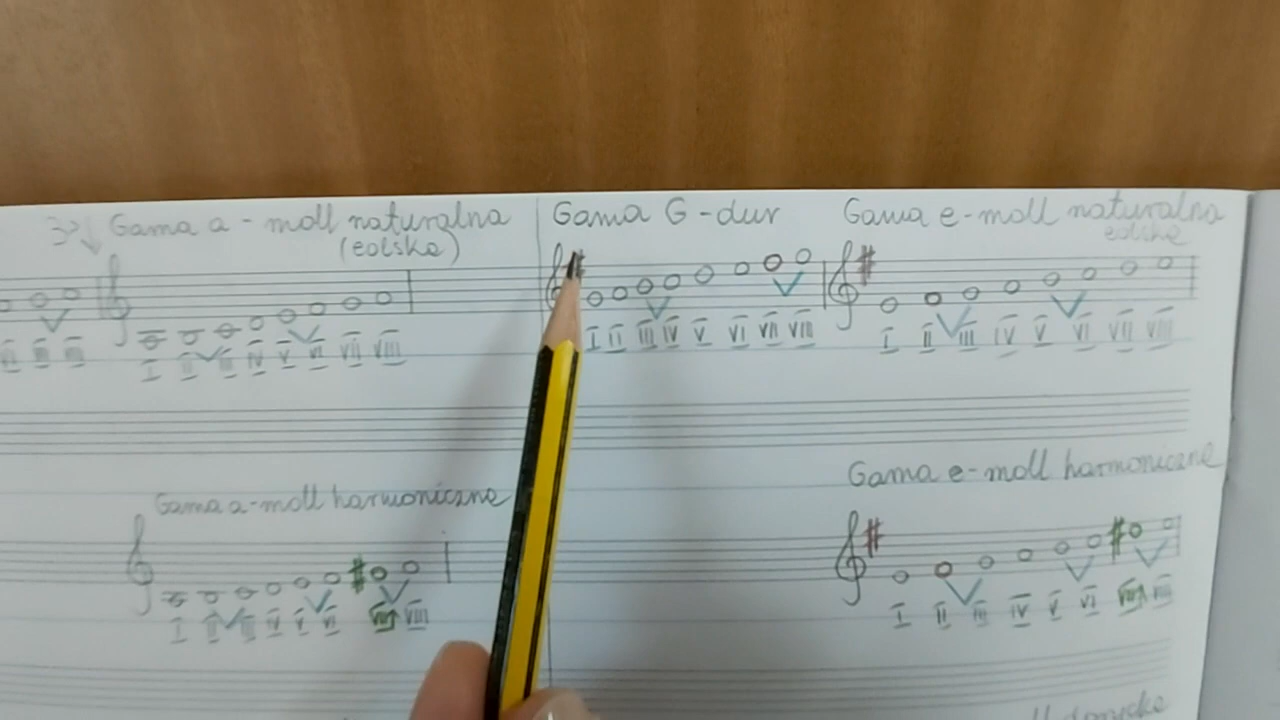 3°↓ Gama a-moll naturalna
(eolska)
Gama G-dur
Gama e-moll naturalna
eolska
I II III IV V VI VII VIII
I II III IV V VI VII VIII
I II III IV V VI VII VIII
Gama a-moll harmoniczna
Gama e-moll harmoniczna
I II III IV V VI VII VIII
I II III IV V VI VII VIII